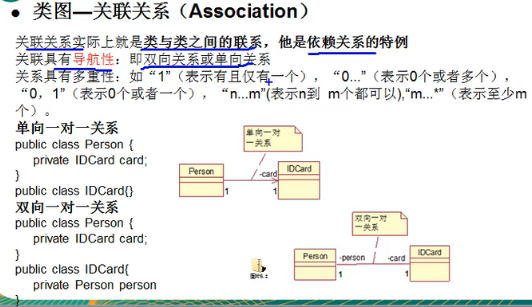 类图—关联关系（Association）
关联关系实际上就是类与类之间的联系，他是依赖关系的特例
关联具有导航性：即双向关系或单向关系
关系具有多重性：如“1”（表示有且仅有一个），“0...”（表示0个或者多个），
“0，1”（表示0个或者一个），“n...m”(表示n到 m个都可以),“m...*”（表示至少m
个）。
单向一对一关系
public class Person {
private IDCard card;
}
public class IDCard{}
双向一对一关系
public class Person {
private IDCard card;
}
public class IDCard{
private Person person
}
单向一对
一关系
Person
IDCard
-card
1
1
双向一对
一关系
Person
IDCard
-person
-card
1
1